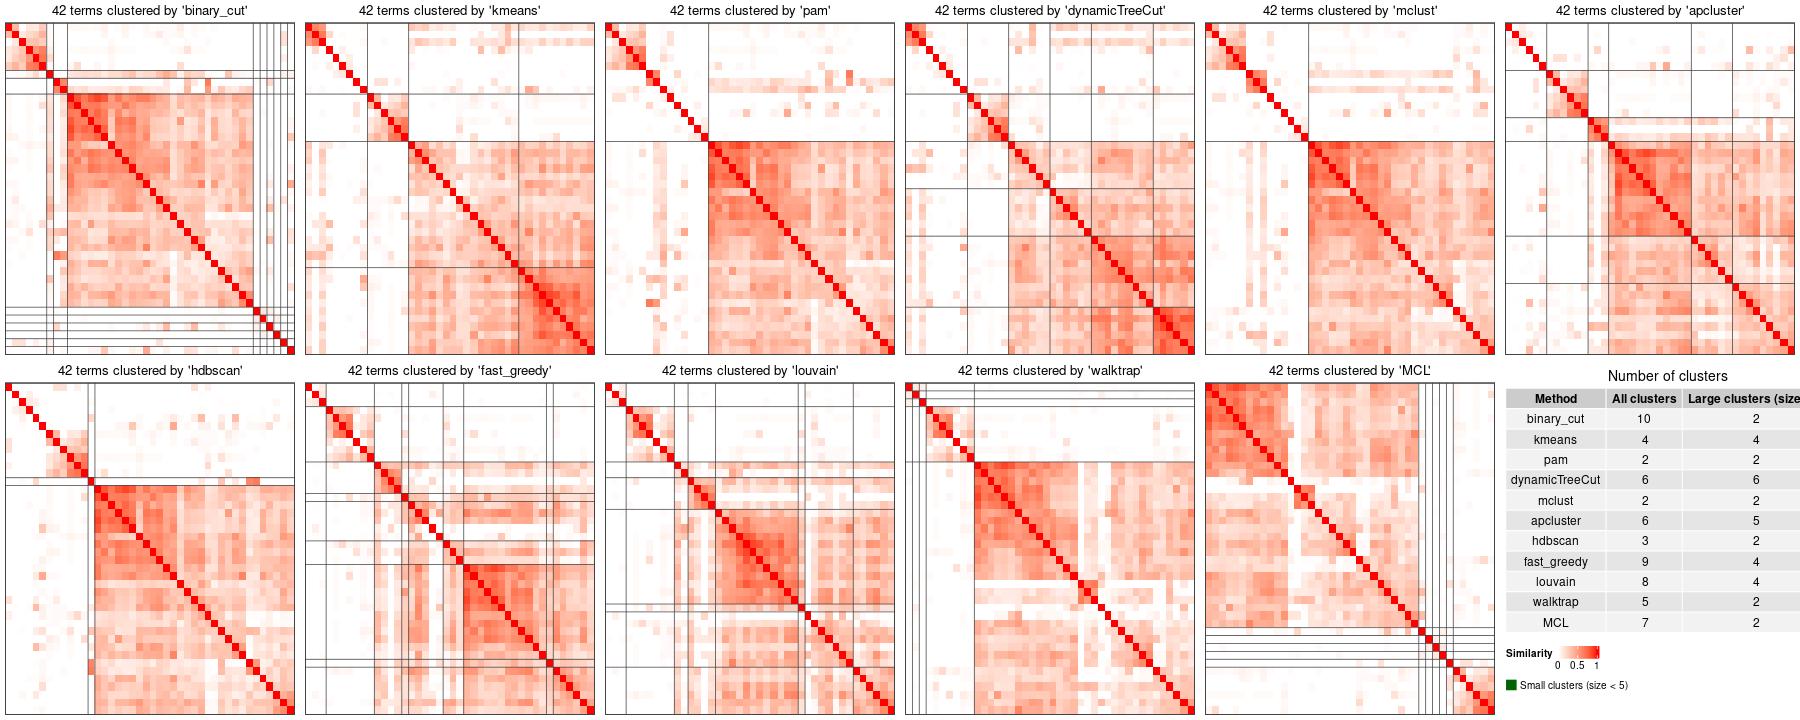 42 terms clustered by 'binary_cut'
42 terms clustered by 'kmeans'
42 terms clustered by 'pam'
42 terms clustered by 'dynamicTreeCut'
42 terms clustered by 'mclust'
42 terms clustered by 'apcluster'
42 terms clustered by 'hdbscan'
42 terms clustered by 'fast_greedy'
42 terms clustered by 'louvain'
42 terms clustered by 'walktrap'
42 terms clustered by 'MCL'
Number of clusters
Method All clusters Large clusters (size
binary_cut 10 2
kmeans 4 4
pam 2 2
dynamicTreeCut 6 6
mclust 2 2
apcluster 6 5
hdbscan 3 2
fast_greedy 9 4
louvain 8 4
walktrap 5 2
MCL 7 2
Similarity
0 0.5 1
Small clusters (size < 5)